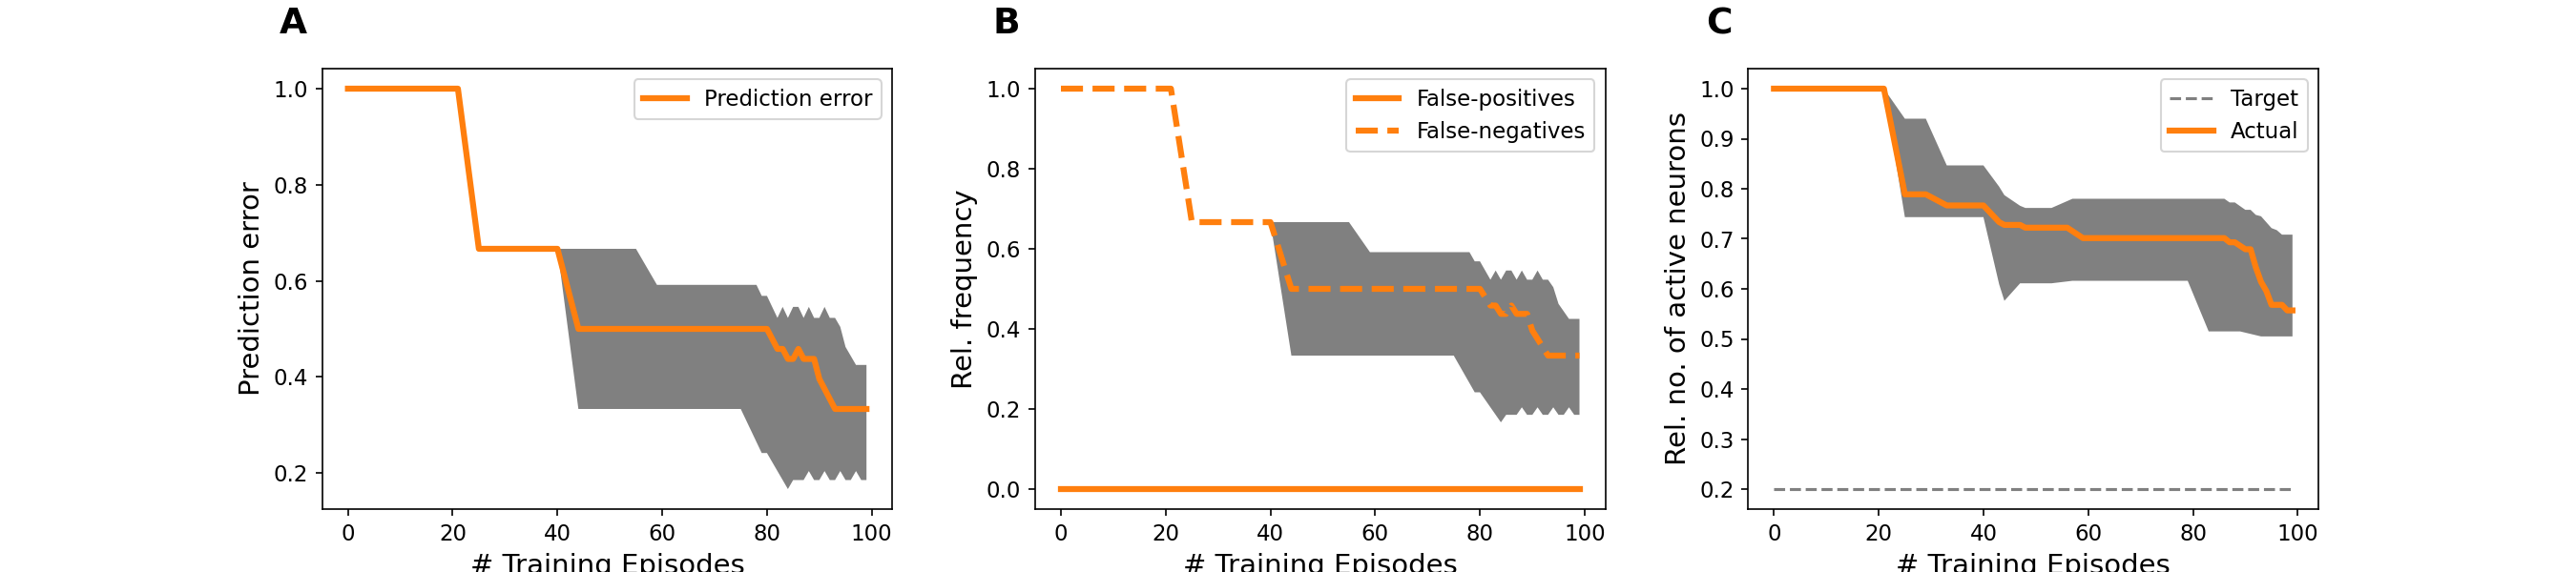 A
B
C
Prediction error
1.0
0.8
0.6
0.4
0.2
0
20
40
60
80
100
# Training Episodes
Prediction error
Rel. frequency
1.0
0.8
0.6
0.4
0.2
0.0
0
20
40
60
80
100
# Training Episodes
False-positives
False-negatives
Rel. no. of active neurons
1.0
0.9
0.8
0.7
0.6
0.5
0.4
0.3
0.2
0
20
40
60
80
100
# Training Episodes
Target
Actual